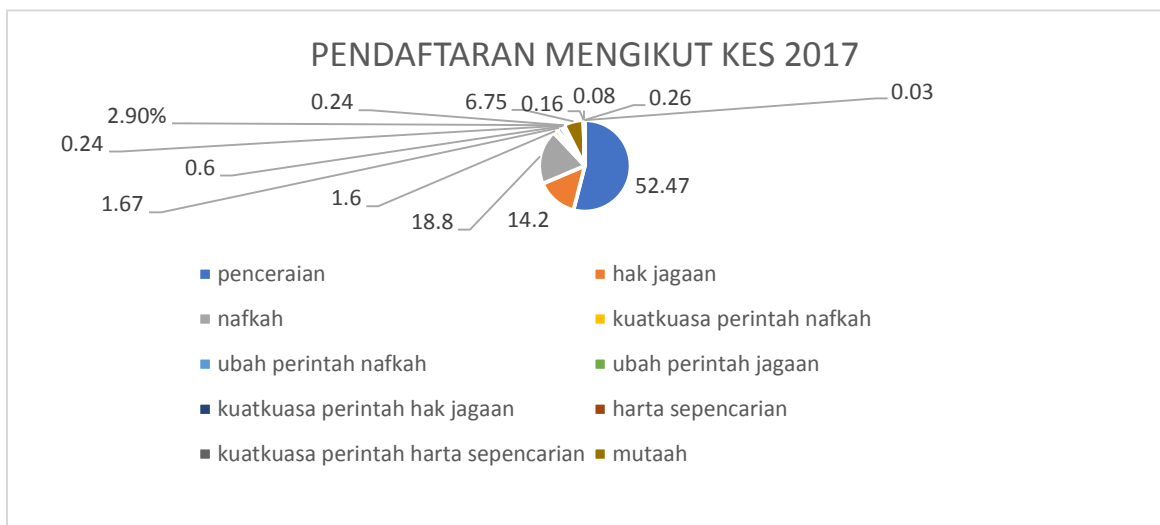 PENDAFTARAN MENGIKUT KES 2017
2.90% 0.24 6.75 0.16 0.08 0.26 0.03
0.24
0.6
1.67 1.6 18.8 14.2 52.47
penceraian hak jagaan
nafkah kuatkuasa perintah nafkah
ubah perintah nafkah ubah perintah jagaan
kuatkuasa perintah hak jagaan harta sepencarian
kuatkuasa perintah harta sepencarian mutaah